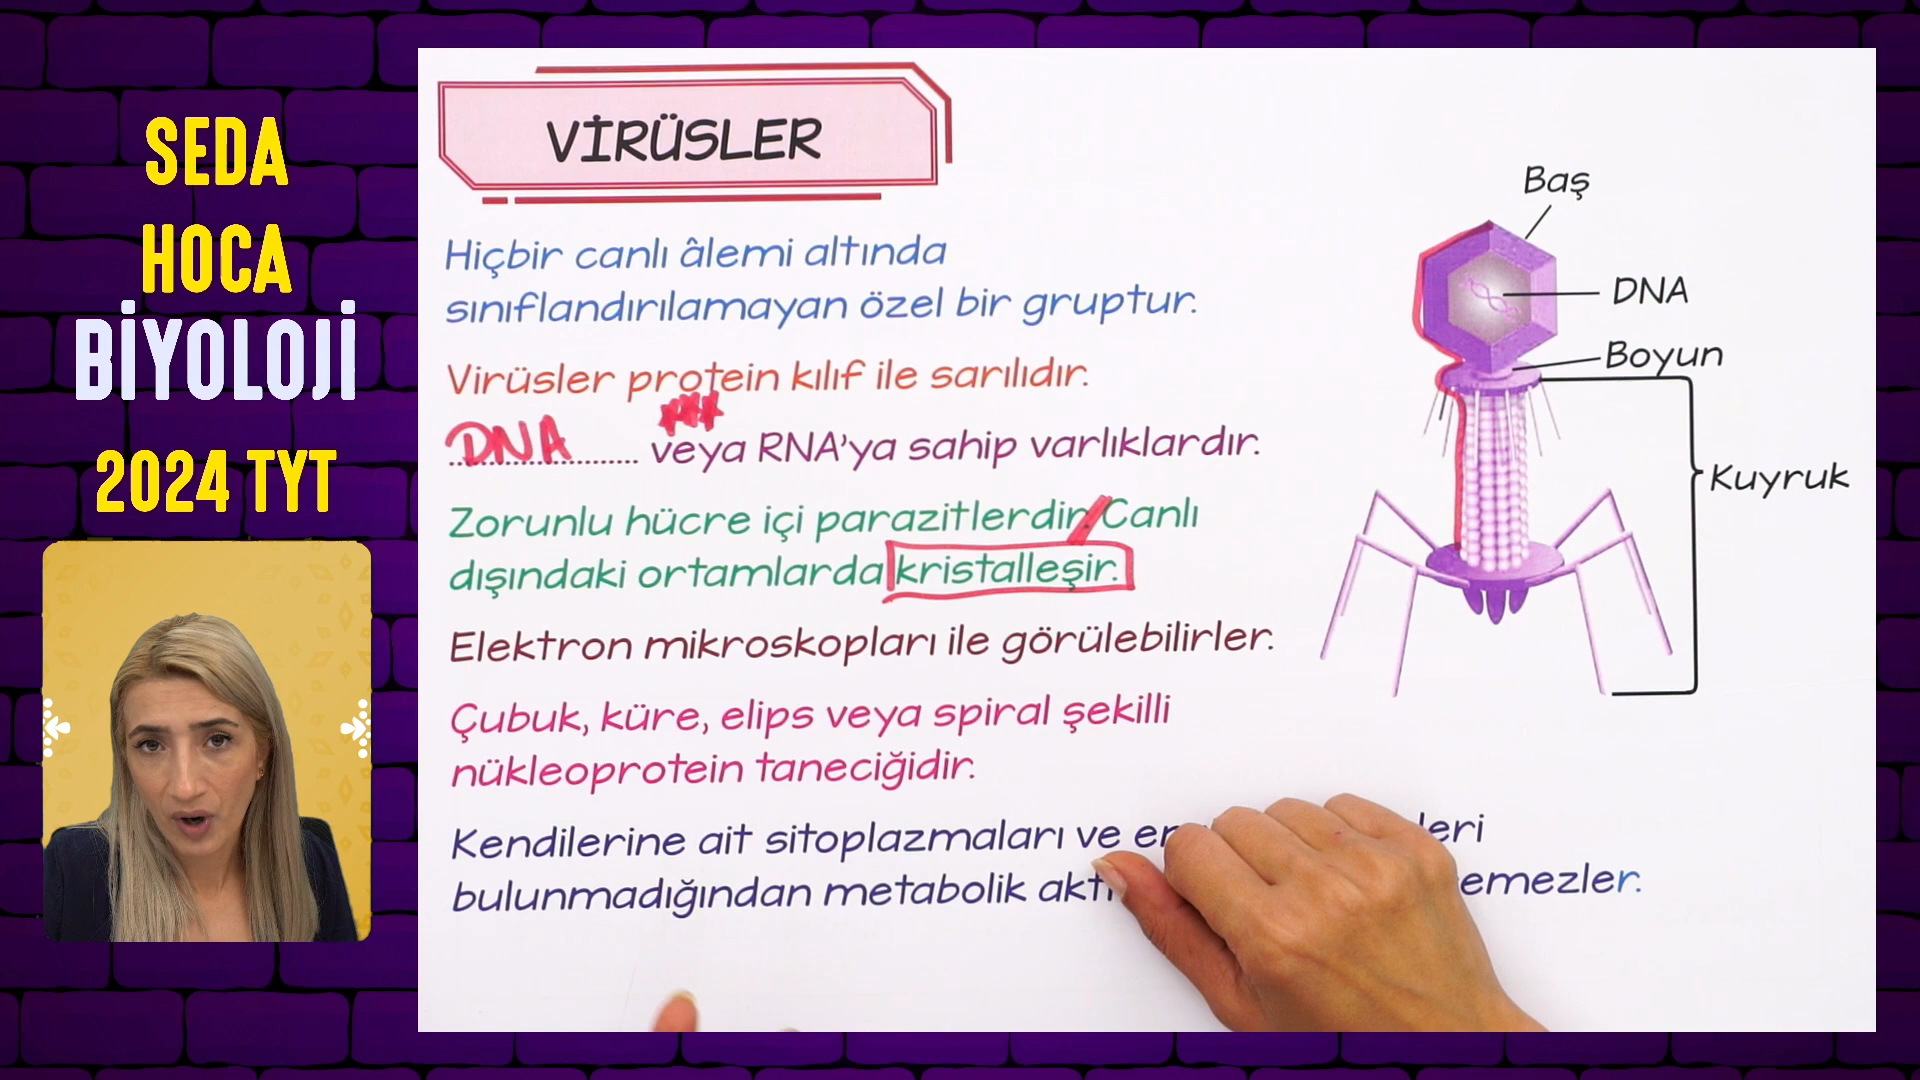 SEDA
HOCA
BİYOLOJİ
2024 TYT
VİRÜSLER
Hiçbir canlı âlemi altında
sınıflandırılamayan özel bir gruptur.
Virüsler protein kılıf ile sarılıdır.
DNA veya RNA'ya sahip varlıklardır.
Zorunlu hücre içi parazitlerdir. Canlı
dışındaki ortamlarda kristalleşir.
Elektron mikroskopları ile görülebilirler.
Çubuk, küre, elips veya spiral şekilli
nükleoprotein taneciğidir.
Kendilerine ait sitoplazmaları ve
bulunmadığından metabolik
Baş
DNA
Boyun
Kuyruk